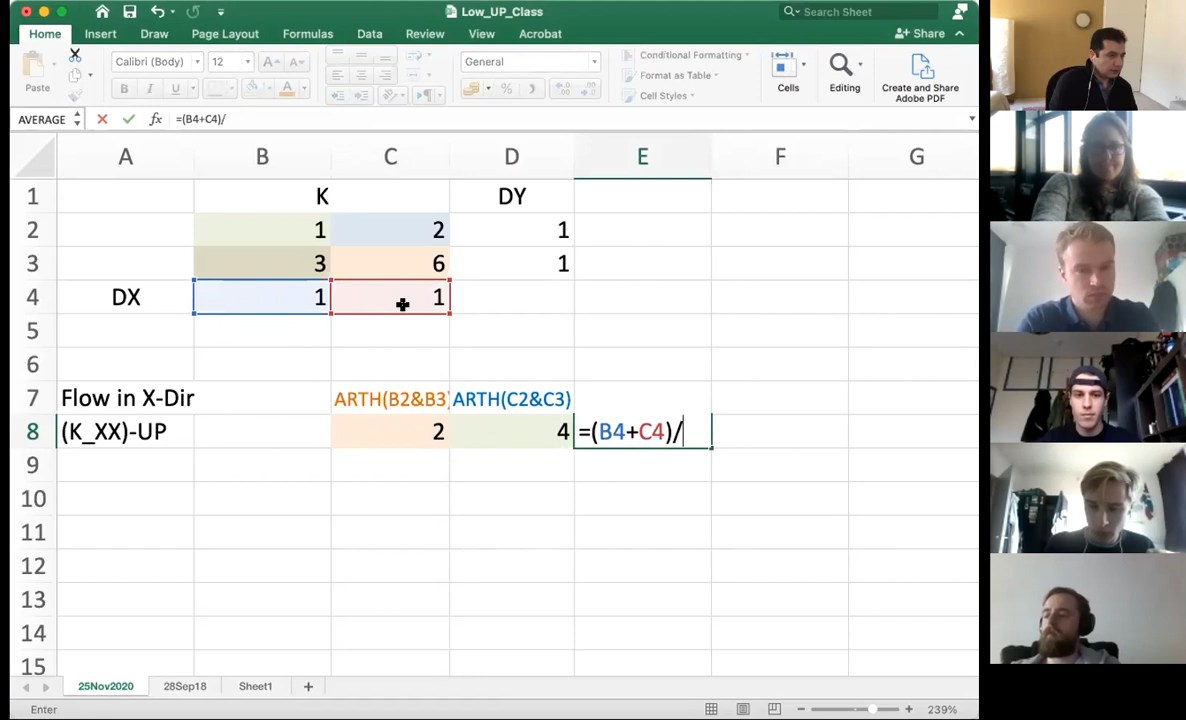 Low_UP_Class
Search Sheet
Home Insert Draw Page Layout Formulas Data Review View Acrobat Share
Paste
Calibri (Body) 12
B I U
General
Conditional Formatting
Format as Table
Cell Styles
Cells
Editing
Create and Share
Adobe PDF
AVERAGE fx =(B4+C4)/
A B C D E F G
1 K DY
2 1 2 1
3 3 6 1
4 DX 1 1
5
6
7 Flow in X-Dir ARTH(B2&B3) ARTH(C2&C3)
8 (K_XX)-UP 2 4 =(B4+C4)/
9
10
11
12
13
14
15
25Nov2020 28Sep18 Sheet1
Enter 239%